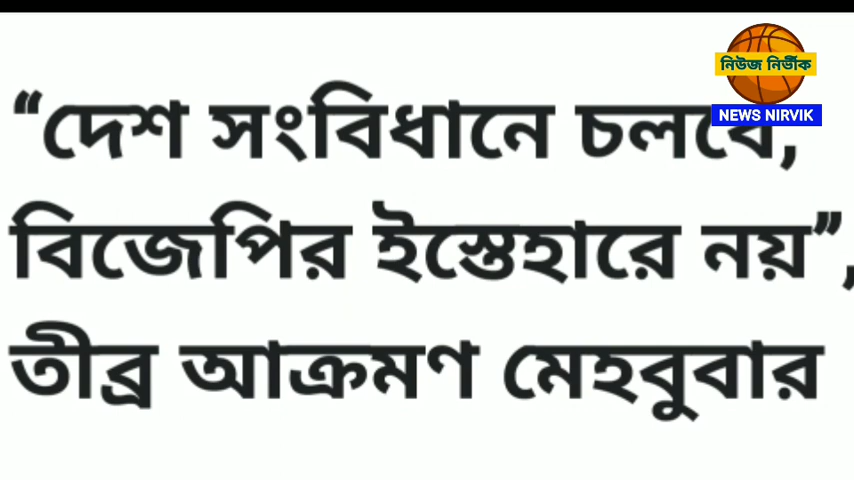 নিউজ নির্ভীক
NEWS NIRVIK
“দেশ সংবিধানে চলবে,
বিজেপির ইস্তেহারে নয়”,
তীব্র আক্রমণ মেহবুবার